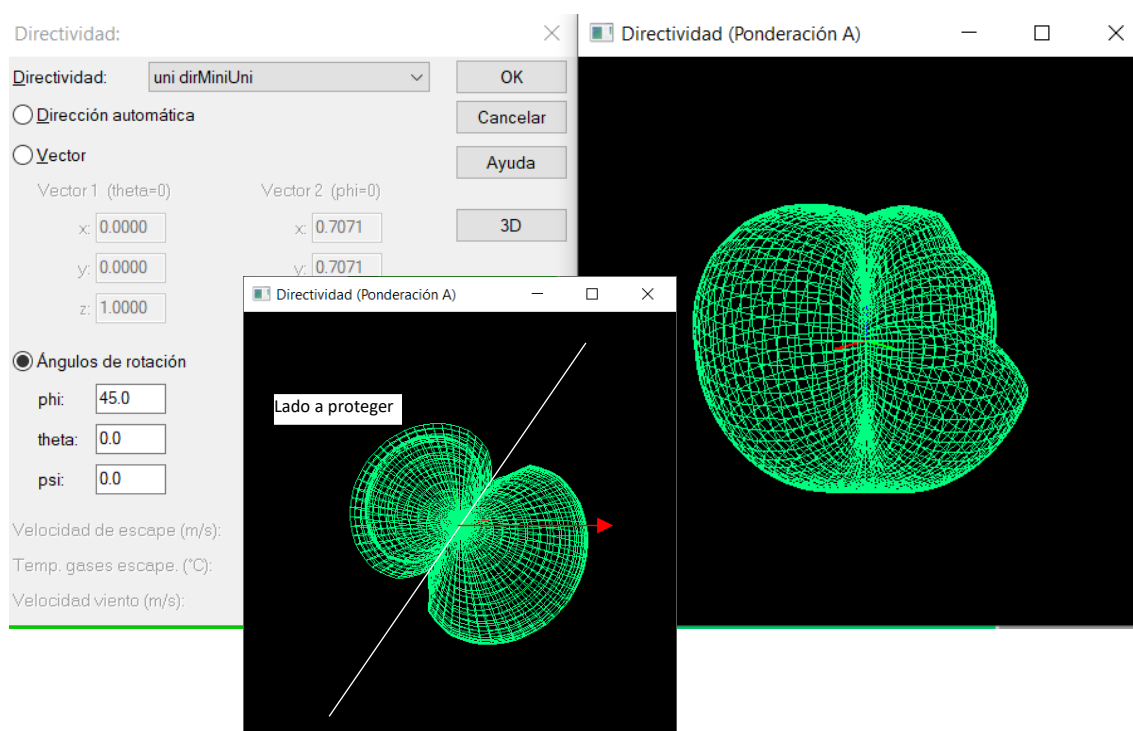 Directividad:
Directividad: uni dirMiniUni OK
Dirección automática Cancelar
Vector Ayuda
Vector 1 (theta=0) Vector 2 (phi=0)
x: 0.0000 x: 0.7071 3D
y: 0.0000 y: 0.7071
z: 1.0000
Ángulos de rotación
phi: 45.0
theta: 0.0
psi: 0.0
Velocidad de escape (m/s):
Temp. gases escape. (°C):
Velocidad viento (m/s):
Directividad (Ponderación A)
Lado a proteger
Directividad (Ponderación A)